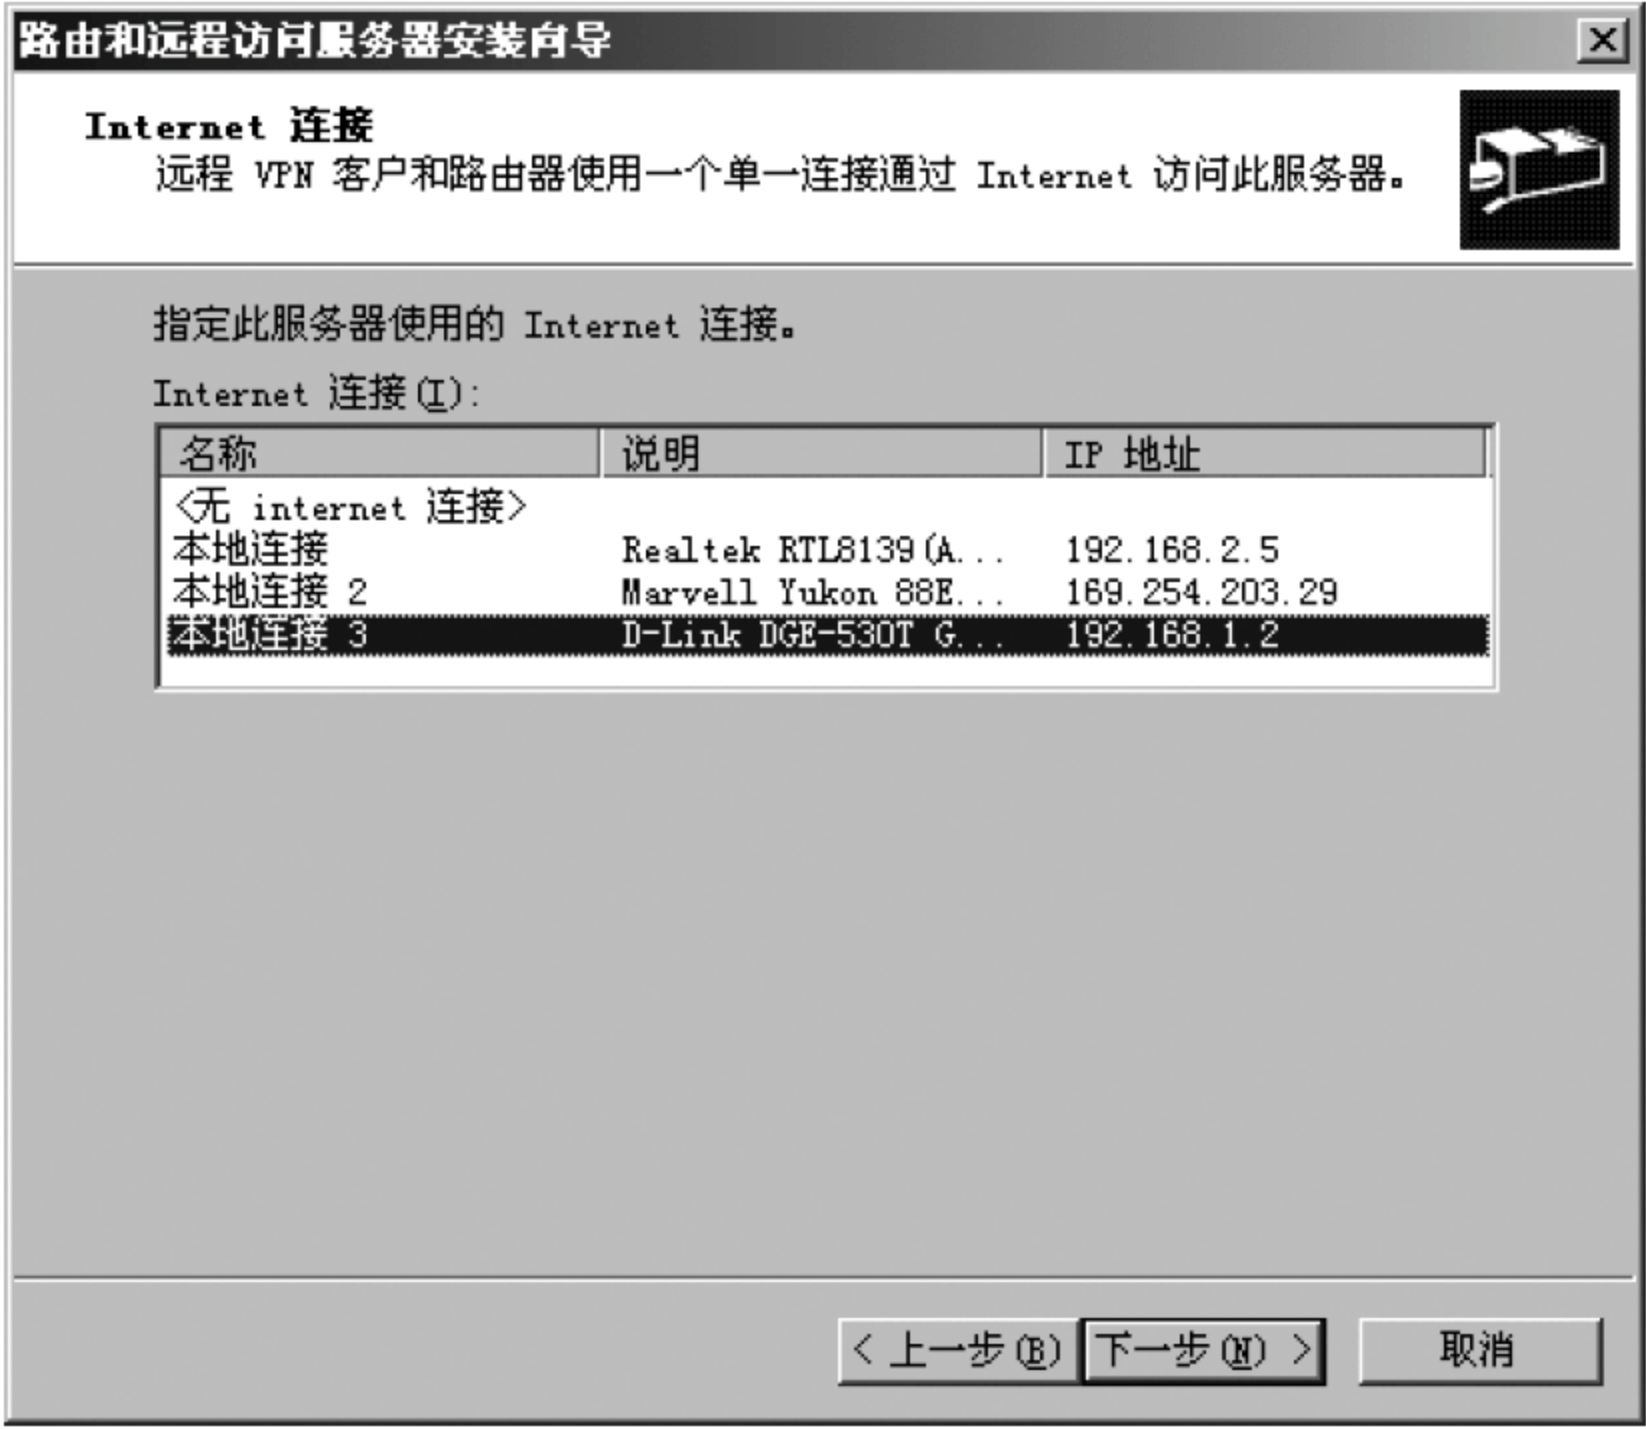 路由和远程访问服务器安装向导
Internet 连接
远程 VPN 客户和路由器使用一个单一连接通过 Internet 访问此服务器。
指定此服务器使用的 Internet 连接。
Internet 连接(I):
名称 说明 IP 地址
<无 internet 连接>
本地连接 Realtek RTL8139(A... 192.168.2.5
本地连接 2 Marvell Yukon 88E... 169.254.203.29
本地连接 3 D-Link DGE-530T G... 192.168.1.2
< 上一步(B) 下一步(N) > 取消